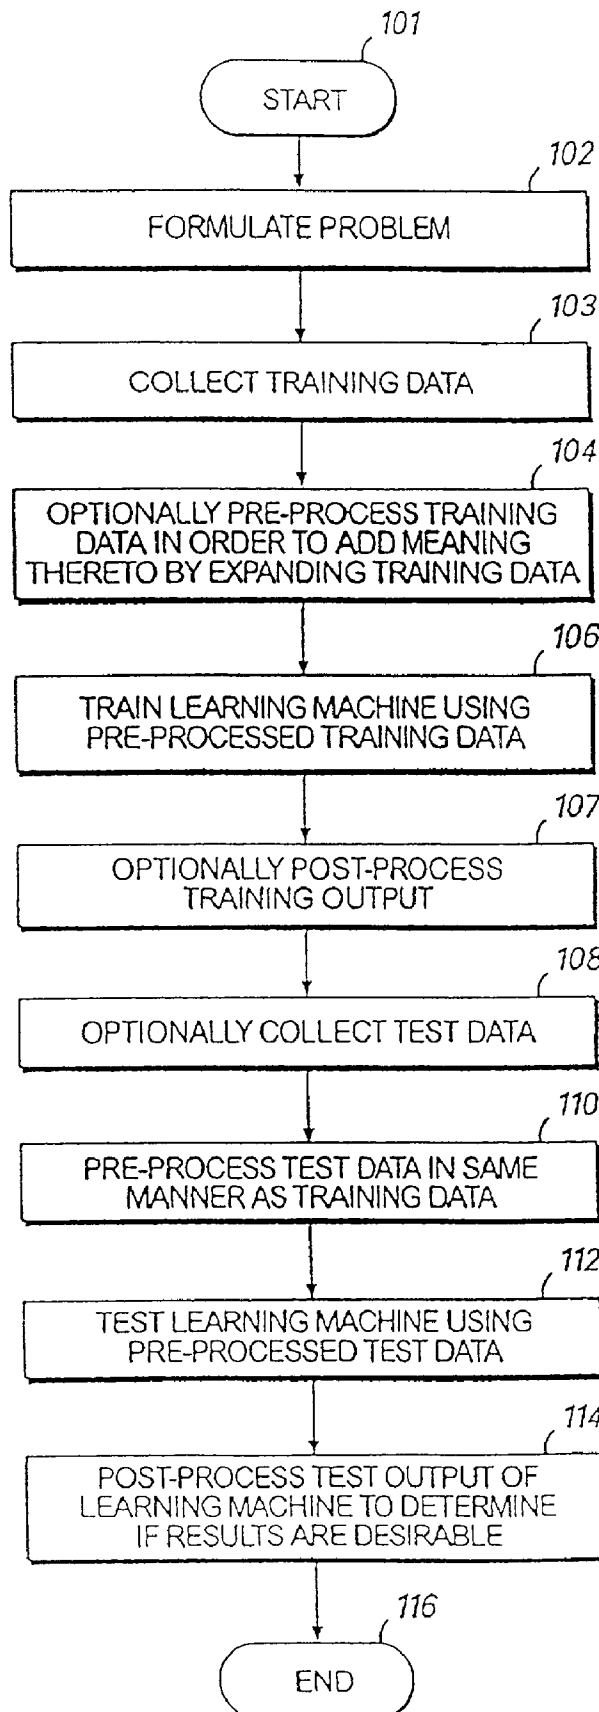 101
START
102
FORMULATE PROBLEM
103
COLLECT TRAINING DATA
104
OPTIONALLY PRE-PROCESS TRAINING
DATA IN ORDER TO ADD MEANING
THERETO BY EXPANDING TRAINING DATA
106
TRAIN LEARNING MACHINE USING
PRE-PROCESSED TRAINING DATA
107
OPTIONALLY POST-PROCESS
TRAINING OUTPUT
108
OPTIONALLY COLLECT TEST DATA
110
PRE-PROCESS TEST DATA IN SAME
MANNER AS TRAINING DATA
112
TEST LEARNING MACHINE USING
PRE-PROCESSED TEST DATA
114
POST-PROCESS TEST OUTPUT OF
LEARNING MACHINE TO DETERMINE
IF RESULTS ARE DESIRABLE
116
END